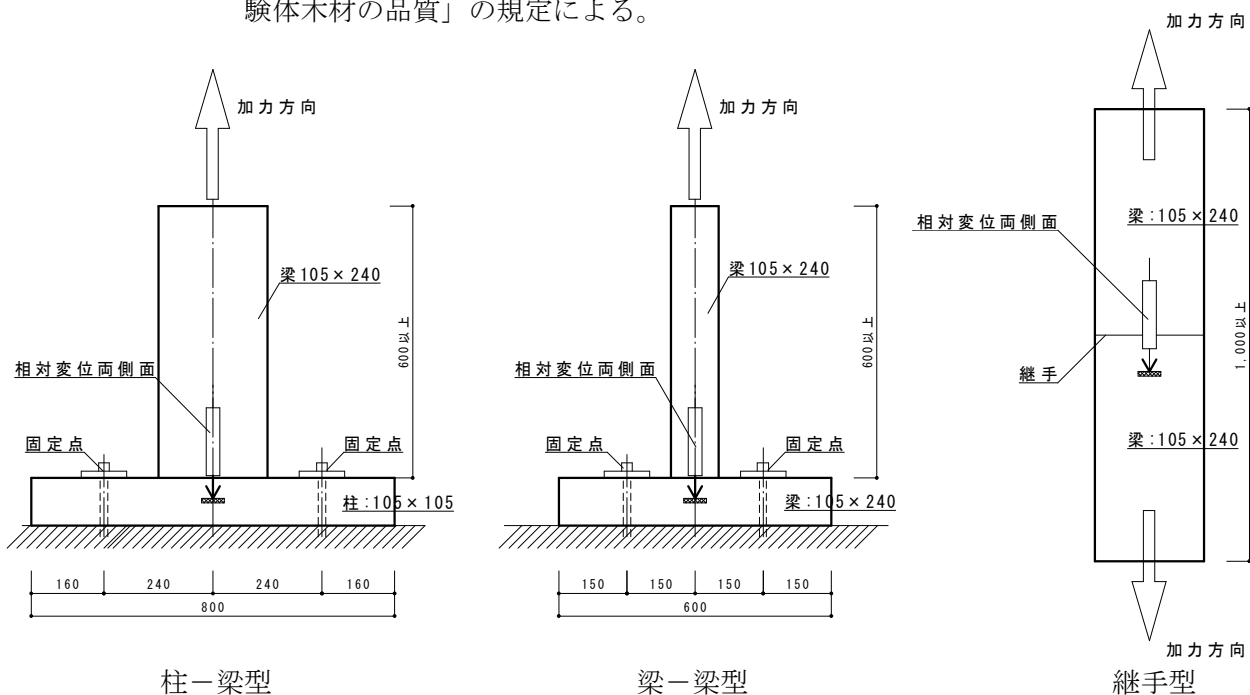 験体木材の品質」の規定による。
加力方向
梁105×240
600以上
相対変位両側面
固定点
固定点
柱:105×105
160 240 240 160
800
柱-梁型
加力方向
梁105×240
600以上
相対変位両側面
固定点
固定点
梁:105×240
150 150 150 150
600
梁-梁型
加力方向
相対変位両側面
梁:105×240
継手
1,000以上
梁:105×240
加力方向
継手型